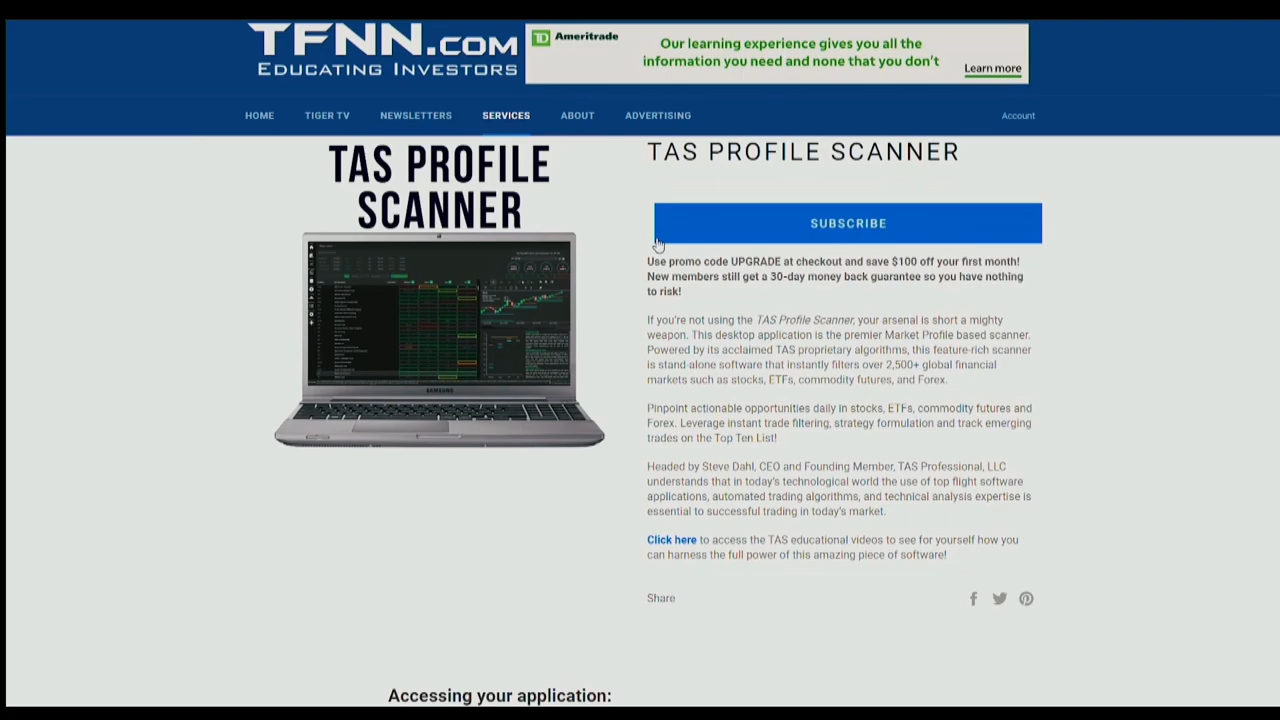 TFNN.COM
EDUCATING INVESTORS
TD Ameritrade
Our learning experience gives you all the
information you need and none that you don't
Learn more
HOME TIGER TV NEWSLETTERS SERVICES ABOUT ADVERTISING Account
TAS PROFILE
SCANNER
SAMSUNG
TAS PROFILE SCANNER
SUBSCRIBE
Use promo code UPGRADE at checkout and save $100 off your first month!
New members still get a 30-day money back guarantee so you have nothing
to risk!
If you're not using the TAS Profile Scanner, your arsenal is short a mighty
weapon. This desktop application is the premier Market Profile based scanner.
Powered by its acclaimed TAS proprietary algorithms, this feature-rich scanner
is stand-alone software that instantly filters over 2,500+ global financial
markets such as stocks, ETFs, commodity futures, and Forex.
Pinpoint actionable opportunities daily in stocks, ETFs, commodity futures and
Forex. Leverage instant trade filtering, strategy formulation and track emerging
trades on the Top Ten List!
Headed by Steve Dahl, CEO and Founding Member, TAS Professional, LLC
understands that in today's technological world the use of top flight software
applications, automated trading algorithms, and technical analysis expertise is
essential to successful trading in today's market.
Click here to access the TAS educational videos to see for yourself how you
can harness the full power of this amazing piece of software!
Share
Accessing your application: